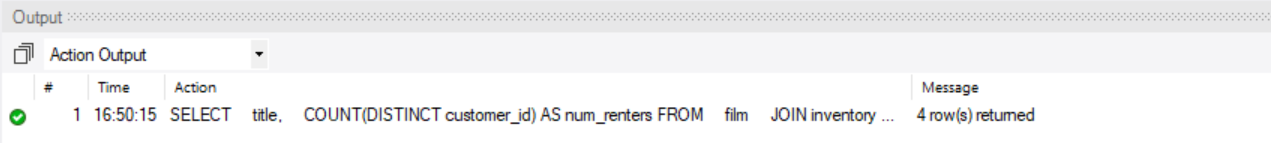 Output
Action Output
# Time Action Message
1 16:50:15 SELECT title, COUNT(DISTINCT customer_id) AS num_renters FROM film JOIN inventory ... 4 row(s) returned